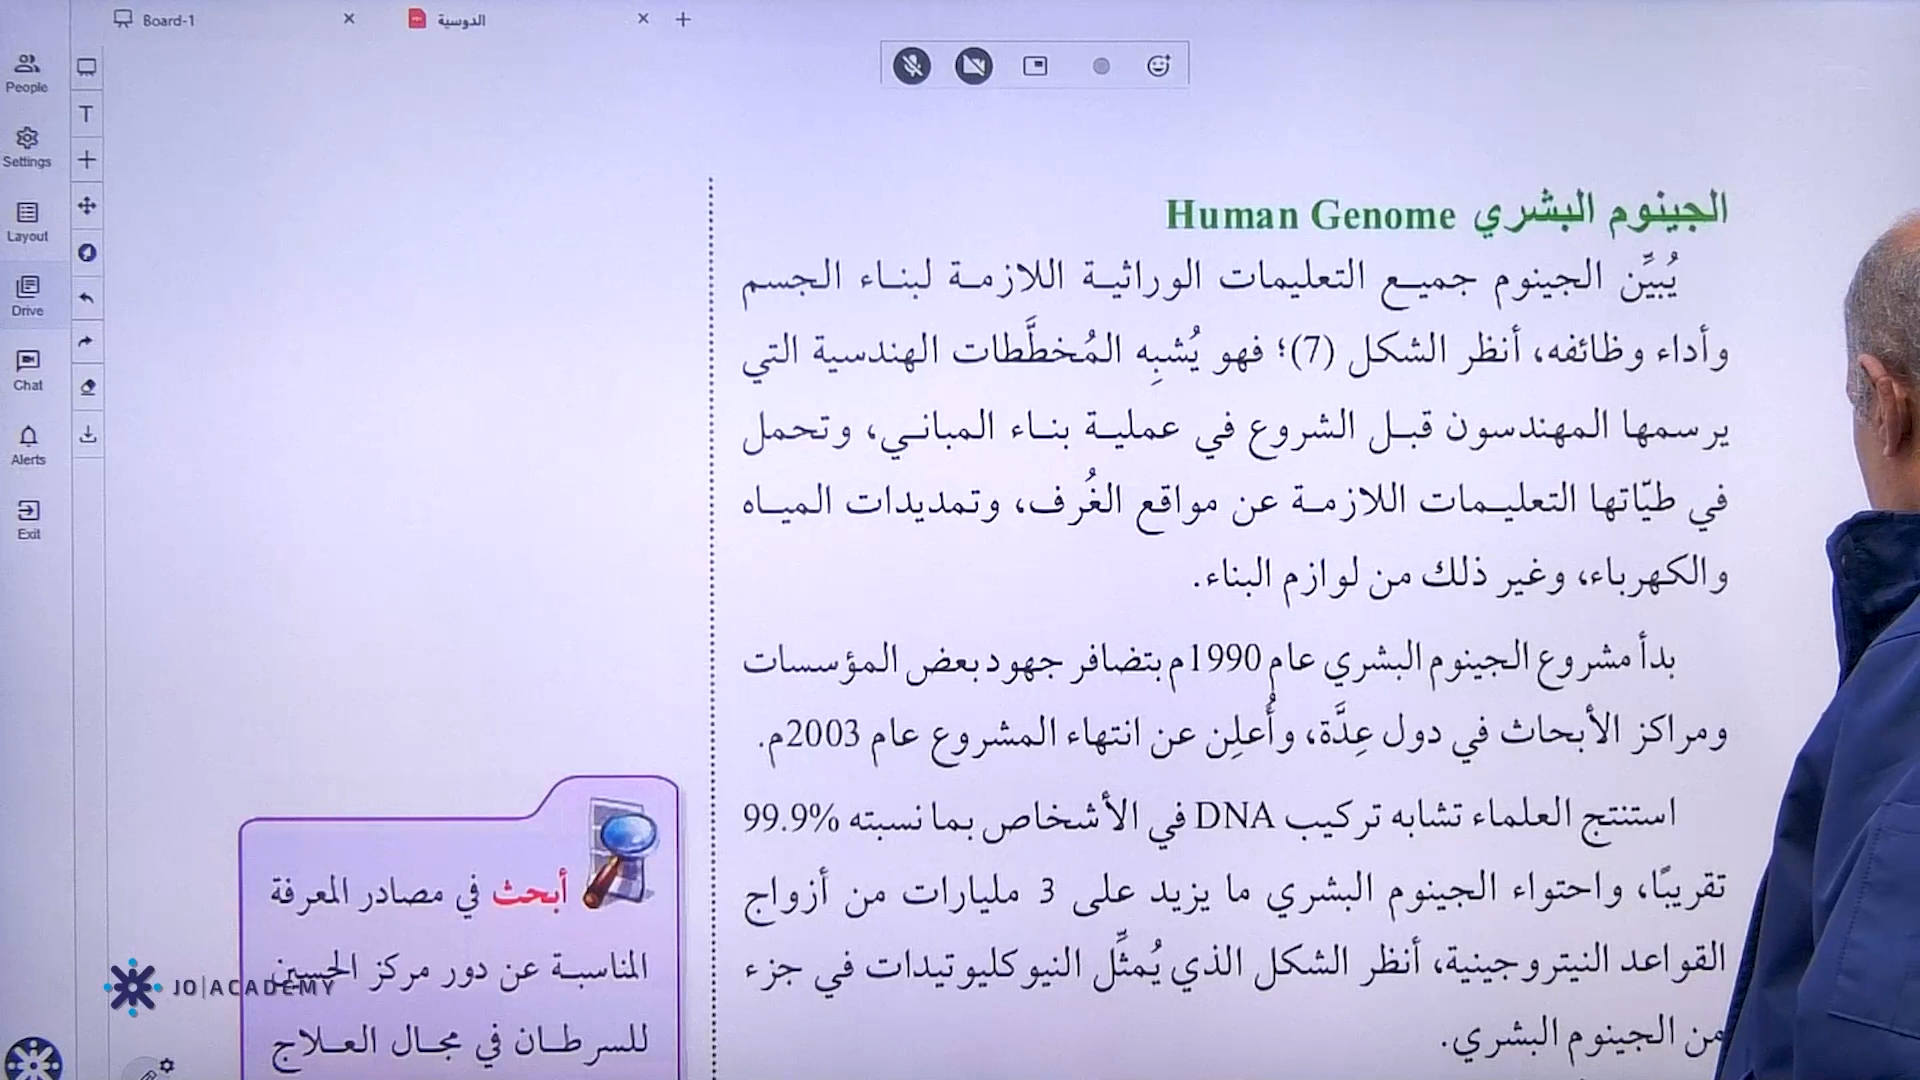 Board-1
الدوسية
People
Settings
Layout
Drive
Chat
Alerts
Exit
T
الجينوم البشري Human Genome
يُبيِّن الجينوم جميع التعليمات الوراثية اللازمة لبناء الجسم
وأداء وظائفه، أنظر الشكل (7)؛ فهو يُشبِه المُخطَّطات الهندسية التي
يرسمها المهندسون قبل الشروع في عملية بناء المباني، وتحمل
في طيّاتها التعليمات اللازمة عن مواقع الغُرف، وتمديدات المياه
والكهرباء، وغير ذلك من لوازم البناء.
بدأ مشروع الجينوم البشري عام 1990م بتضافر جهود بعض المؤسسات
ومراكز الأبحاث في دول عِدَّة، وأُعلِن عن انتهاء المشروع عام 2003م.
استنتج العلماء تشابه تركيب DNA في الأشخاص بما نسبته 99.9%
تقريبًا، واحتواء الجينوم البشري ما يزيد على 3 مليارات من أزواج
القواعد النيتروجينية، أنظر الشكل الذي يُمثِّل النيوكليوتيدات في جزء
من الجينوم البشري.
أبحث في مصادر المعرفة
المناسبة عن دور مركز الحسين
للسرطان في مجال العلاج
JO|ACADEMY